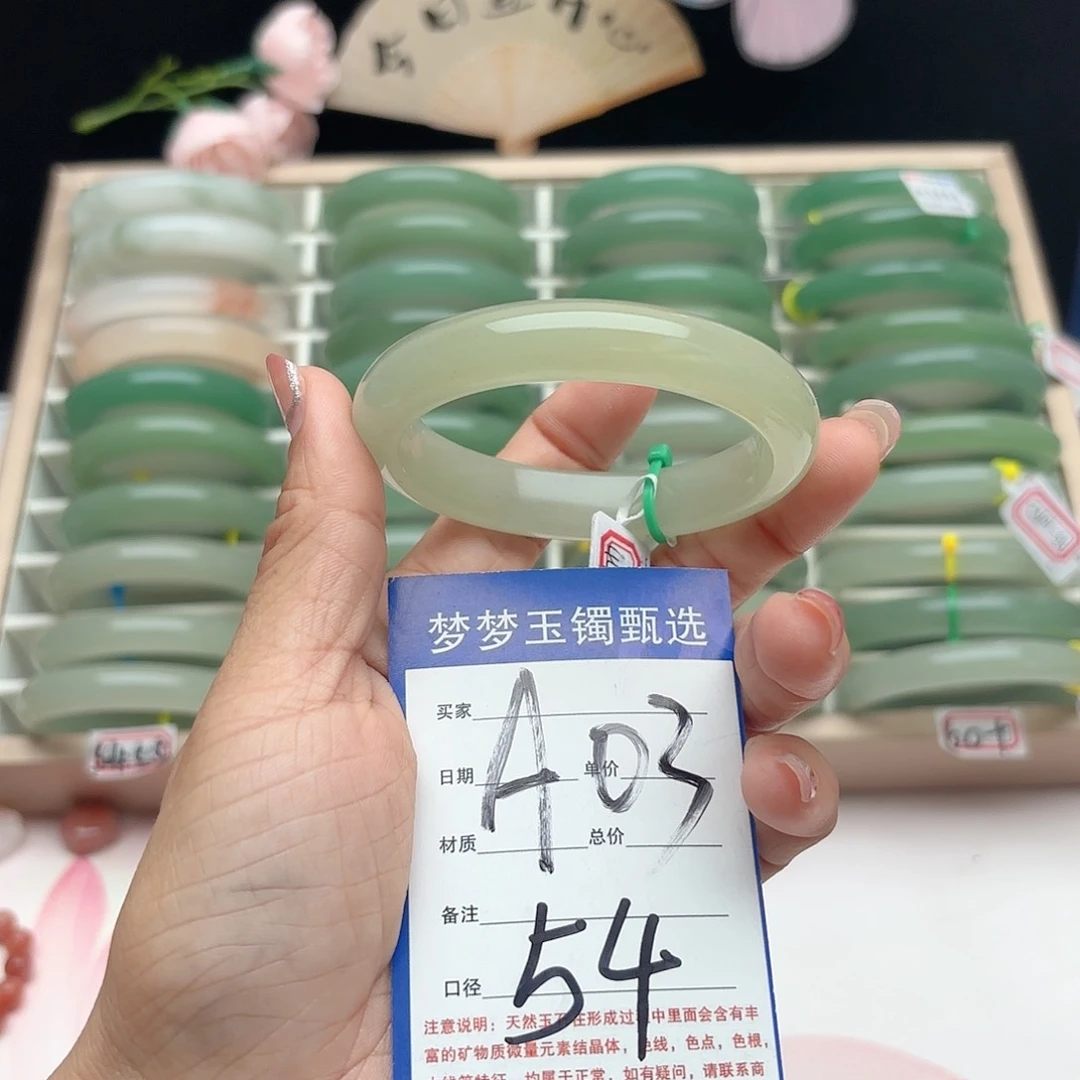 梦梦玉镯甄选
买家
A03
日期 单价
材质 总价
备注
54
口径
注意说明：天然玉石在形成过程中里面会含有丰
富的矿物质微量元素结晶体，色线，色点，色根，
均属于正常，如有疑问，请联系商